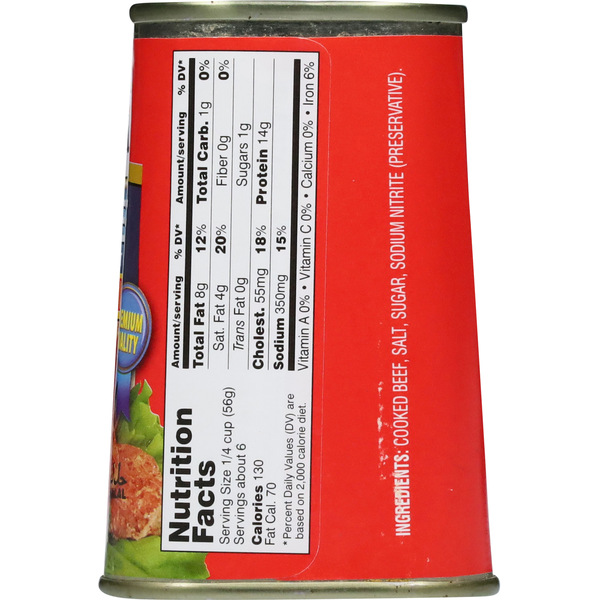 Nutrition
Facts
Serving Size 1/4 cup (56g)
Servings about 6
Calories 130
Fat Cal. 70
* Percent Daily Values (DV) are
based on 2,000 calorie diet.
Amount/serving % DV* Amount/serving % DV*
Total Fat 8g 12% Total Carb. 1g 0%
Sat. Fat 4g 20% Fiber 0g 0%
Trans Fat 0g Sugars 1g
Cholest. 55mg 18% Protein 14g
Sodium 350mg 15%
Vitamin A 0% • Vitamin C 0% • Calcium 0% • Iron 6%
INGREDIENTS: COOKED BEEF, SALT, SUGAR, SODIUM NITRITE (PRESERVATIVE).